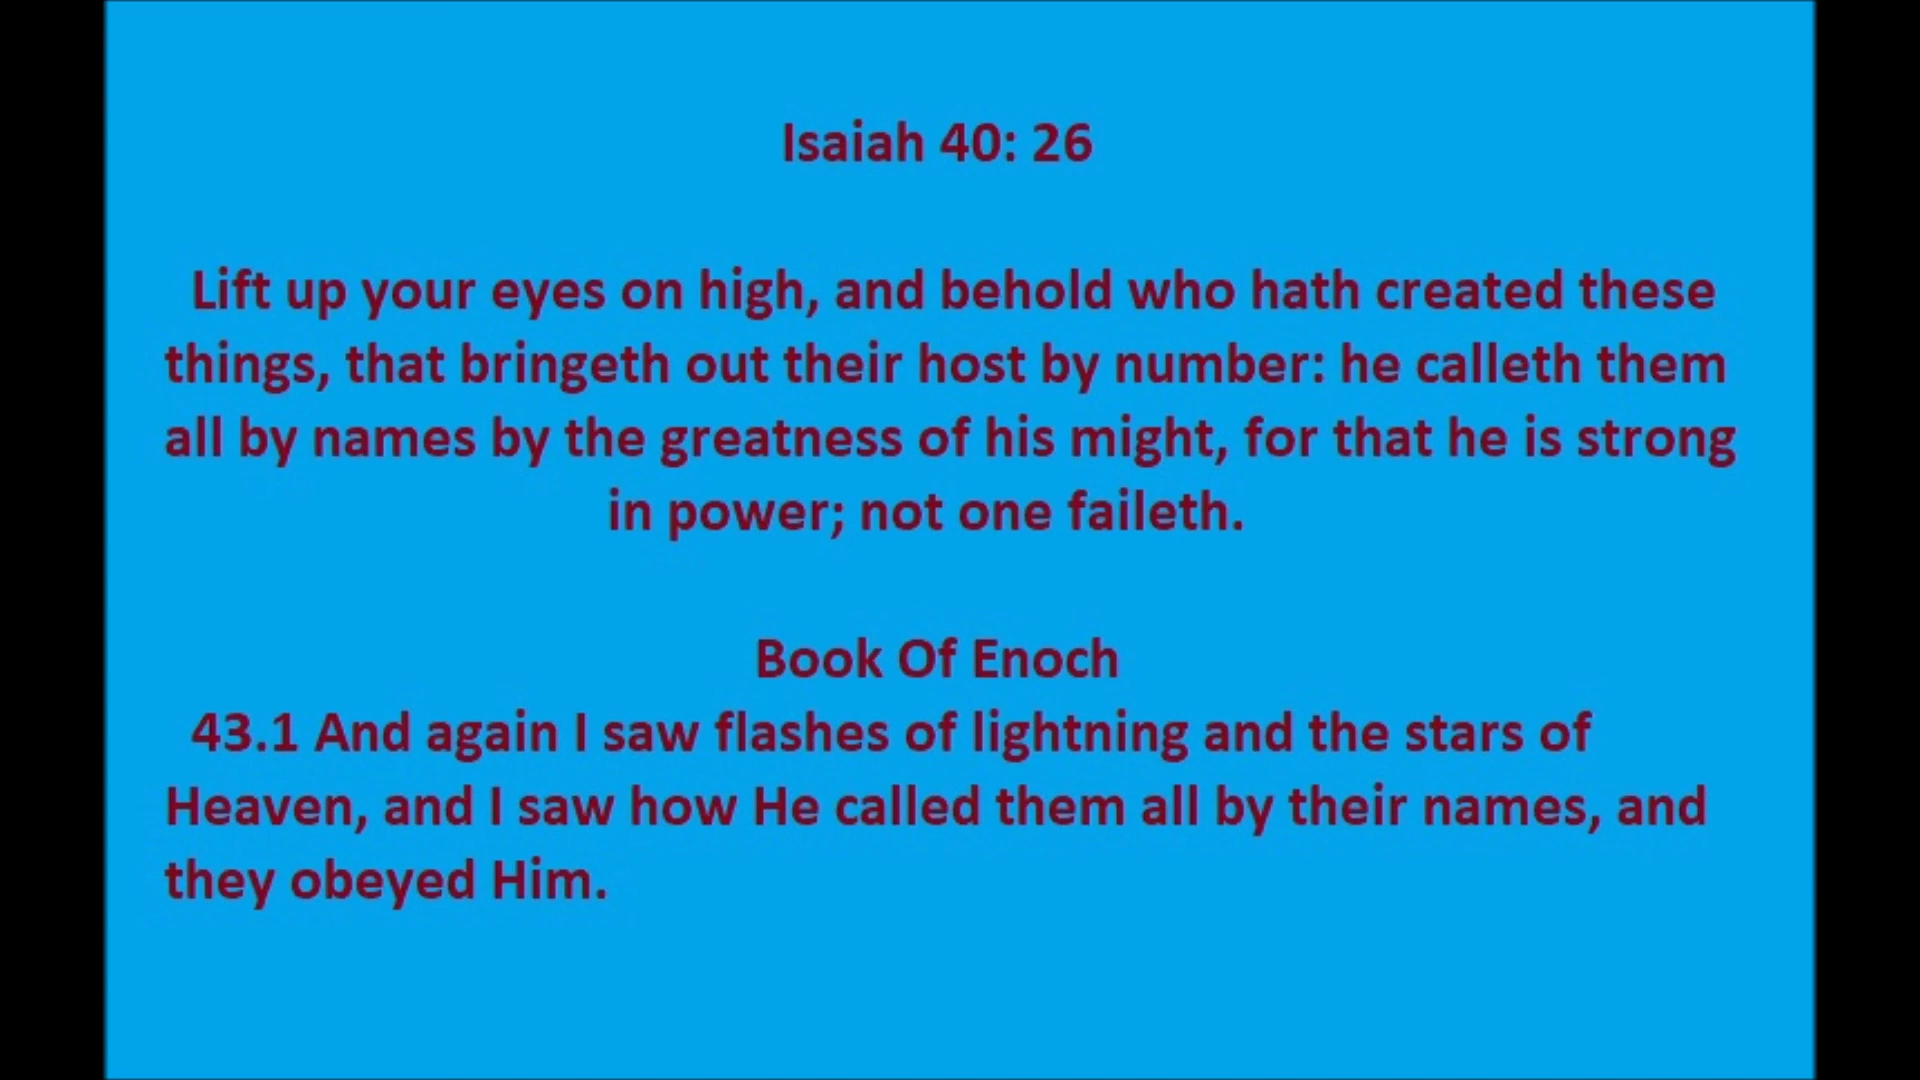 Isaiah 40: 26
Lift up your eyes on high, and behold who hath created these
things, that bringeth out their host by number: he calleth them
all by names by the greatness of his might, for that he is strong
in power; not one faileth.
Book Of Enoch
43.1 And again I saw flashes of lightning and the stars of
Heaven, and I saw how He called them all by their names, and
they obeyed Him.